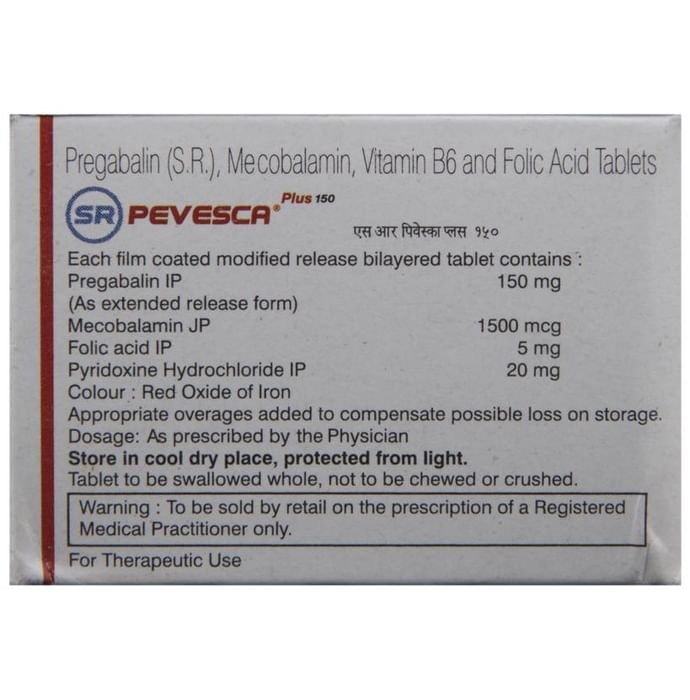 Pregabalin (S.R.), Mecobalamin, Vitamin B6 and Folic Acid Tablets
SR PEVESCA® Plus 150
एस आर पिवेस्का प्लस १५०
Each film coated modified release bilayered tablet contains :
Pregabalin IP 150 mg
(As extended release form)
Mecobalamin JP 1500 mcg
Folic acid IP 5 mg
Pyridoxine Hydrochloride IP 20 mg
Colour : Red Oxide of Iron
Appropriate overages added to compensate possible loss on storage.
Dosage: As prescribed by the Physician
Store in cool dry place, protected from light.
Tablet to be swallowed whole, not to be chewed or crushed.
Warning : To be sold by retail on the prescription of a Registered
Medical Practitioner only.
For Therapeutic Use